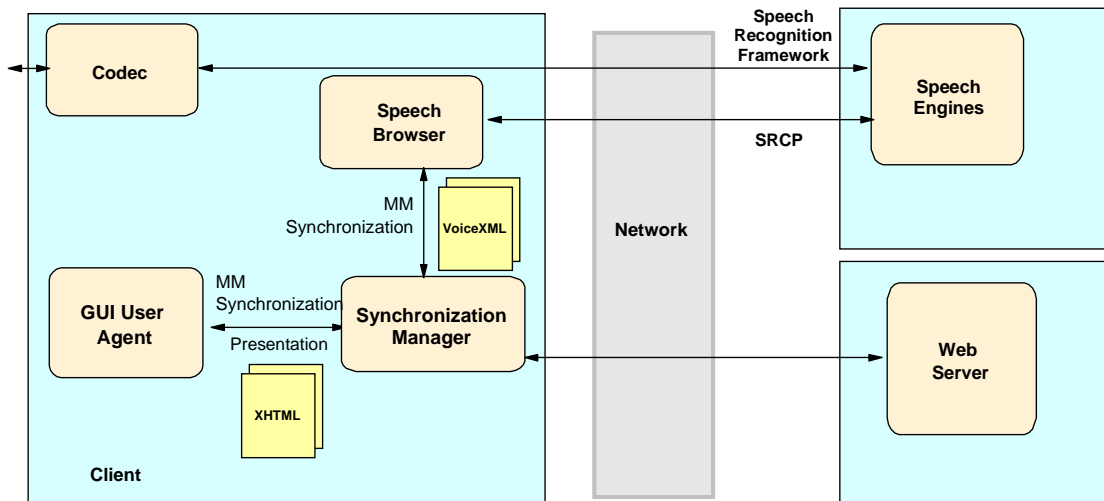 Speech
Recognition
Framework
Codec
Speech
Engines
Speech
Browser
SRCP
MM
Synchronization
VoiceXML
Network
MM
Synchronization
GUI User
Agent
Synchronization
Manager
Presentation
Web
Server
XHTML
Client